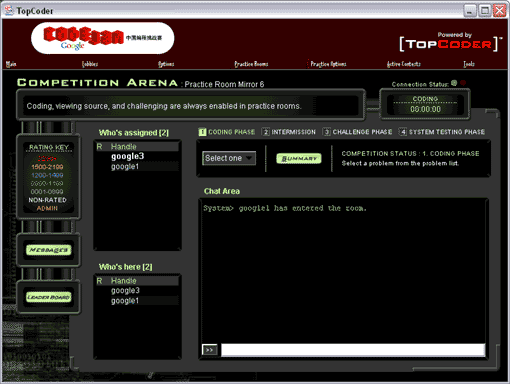 TopCoder
CODE JAM
Google
中国编程挑战赛
Powered by
[TOPCODER]™
Main Lobbies Options Practice Rooms Practice Options Active Contests Tools
COMPETITION ARENA : Practice Room Mirror 6
Connection Status:
Coding, viewing source, and challenging are always enabled in practice rooms.
CODING
00:00:00
RATING KEY
1500-2199
1200-1499
0900-1199
0001-0899
NON-RATED
ADMIN
MESSAGES
LEADER BOARD
Who's assigned [2]
R Handle
google3
google1
Who's here [2]
R Handle
google3
google1
1 CODING PHASE 2 INTERMISSION 3 CHALLENGE PHASE 4 SYSTEM TESTING PHASE
Select one
SUMMARY
COMPETITION STATUS : 1. CODING PHASE
Select a problem from the problem list.
Chat Area
System> google1 has entered the room.
>>